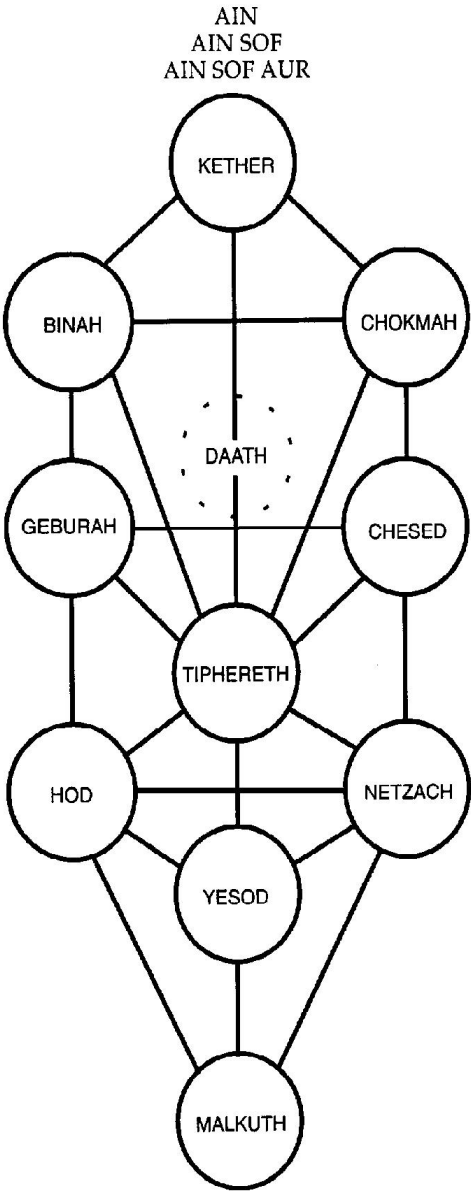 AIN
AIN SOF
AIN SOF AUR
KETHER
BINAH
CHOKMAH
DAATH
GEBURAH
CHESED
TIPHERETH
HOD
NETZACH
YESOD
MALKUTH